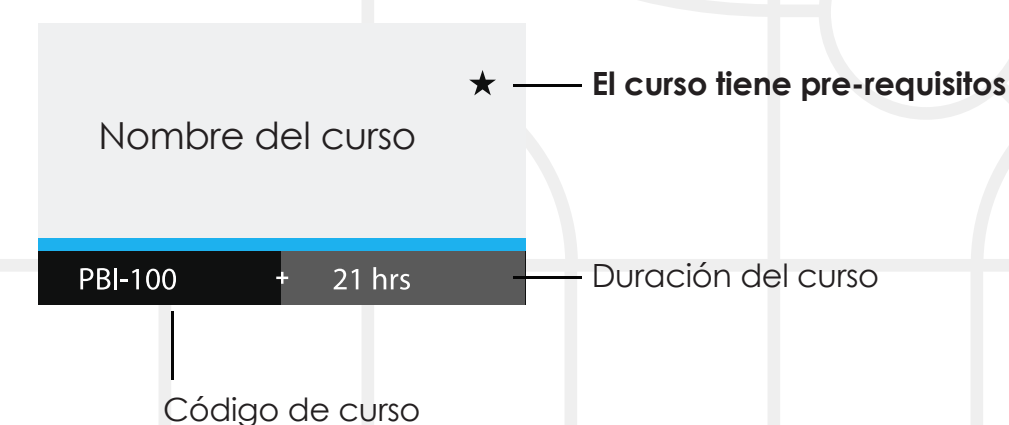 ★ El curso tiene pre-requisitos
Nombre del curso
PBI-100 + 21 hrs
Duración del curso
Código de curso